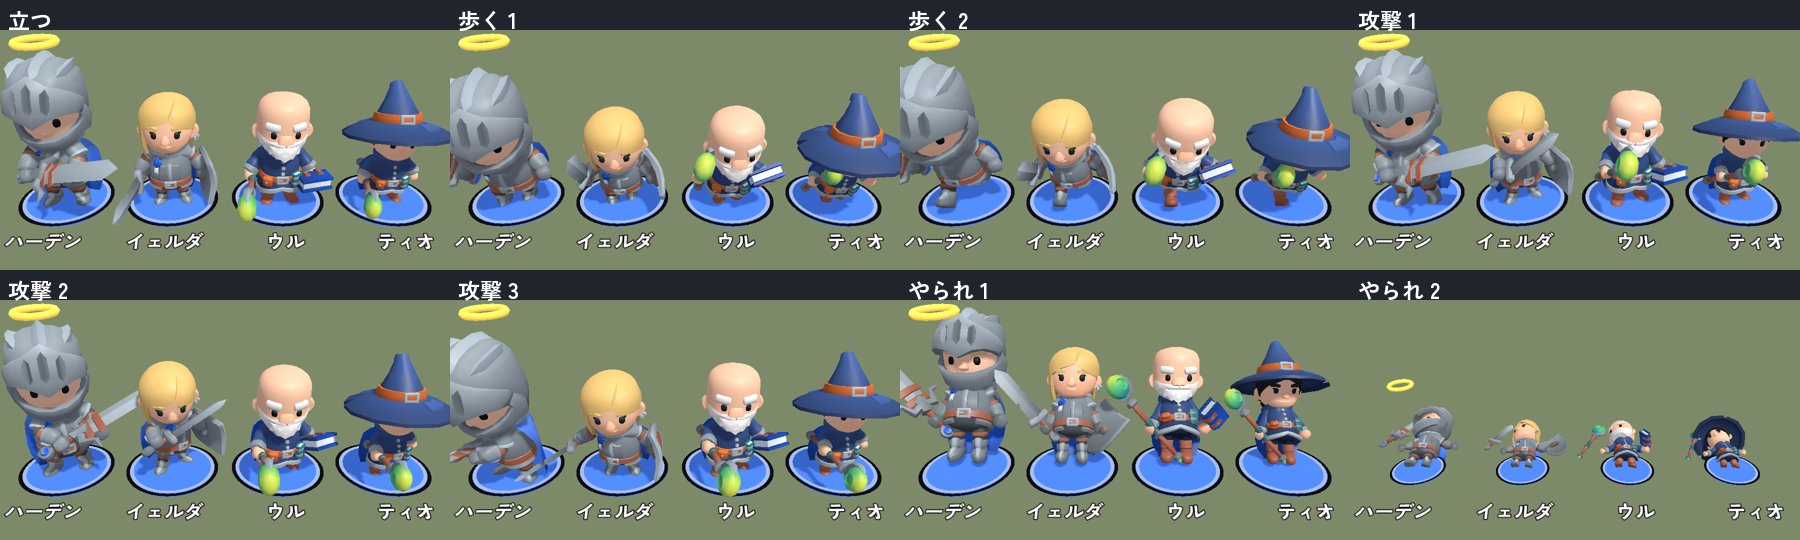 立つ
歩く1
歩く2
攻撃1
ハーデン
イェルダ
ウル
ティオ
ハーデン
イェルダ
ウル
ティオ
ハーデン
イェルダ
ウル
ティオ
ハーデン
イェルダ
ウル
ティオ
攻撃2
攻撃3
やられ1
やられ2
ハーデン
イェルダ
ウル
ティオ
ハーデン
イェルダ
ウル
ティオ
ハーデン
イェルダ
ウル
ティオ
ハーデン
イェルダ
ウル
ティオ